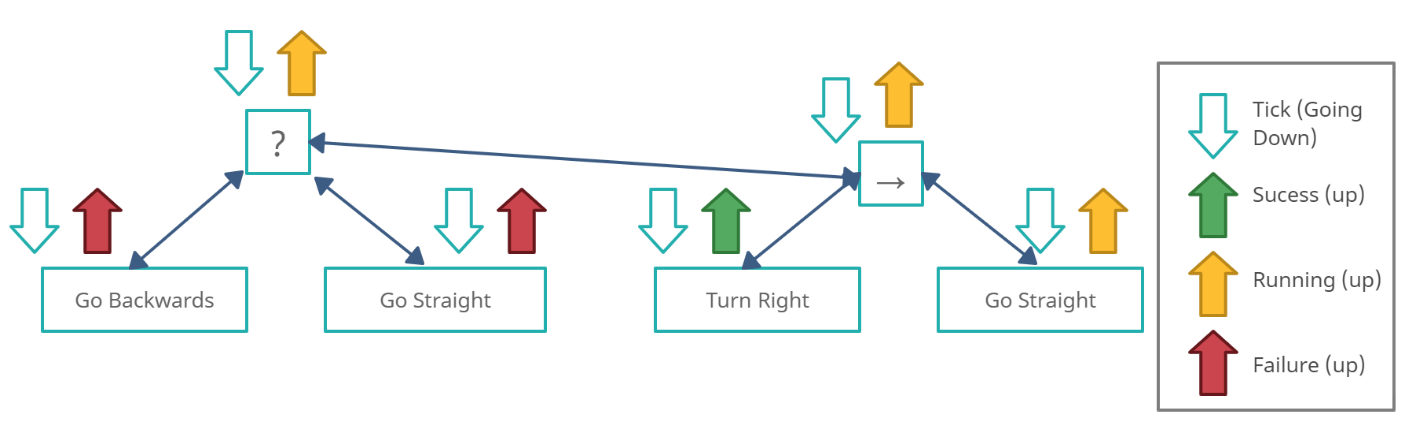 ?
→
Go Backwards
Go Straight
Turn Right
Go Straight
Tick (Going
Down)
Sucess (up)
Running (up)
Failure (up)